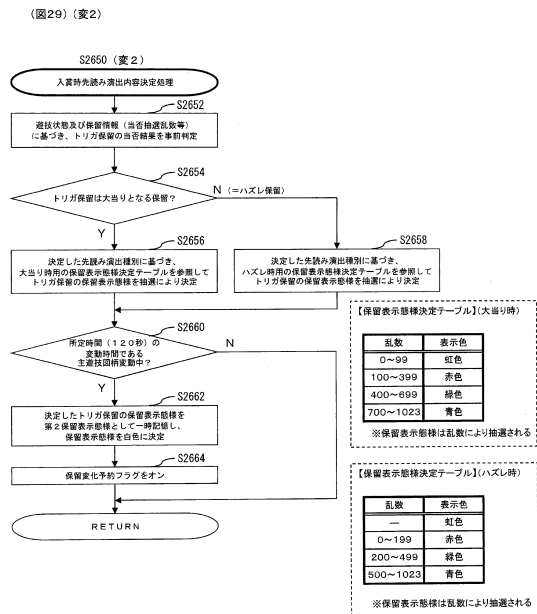 （図29）（変2）
S2650（変2）
入賞時先読み演出内容決定処理
S2652
遊技状態及び保留情報（当否抽選乱数等）
に基づき、トリガ保留の当否結果を事前判定
S2654
トリガ保留は大当りとなる保留？
N（＝ハズレ保留）
Y
S2656
決定した先読み演出種別に基づき、
大当り時用の保留表示態様決定テーブルを参照して
トリガ保留の保留表示態様を抽選により決定
S2658
決定した先読み演出種別に基づき、
ハズレ時用の保留表示態様決定テーブルを参照して
トリガ保留の保留表示態様を抽選により決定
S2660
所定時間（120秒）の
変動時間である
主遊技図柄変動中？
N
Y
S2662
決定したトリガ保留の保留表示態様を
第2保留表示態様として一時記憶し、
保留表示態様を白色に決定
S2664
保留変化予約フラグをオン
RETURN
【保留表示態様決定テーブル】（大当り時）
乱数 表示色
0～99 虹色
100～399 赤色
400～699 緑色
700～1023 青色
※保留表示態様は乱数により抽選される
【保留表示態様決定テーブル】（ハズレ時）
乱数 表示色
― 虹色
0～199 赤色
200～499 緑色
500～1023 青色
※保留表示態様は乱数により抽選される